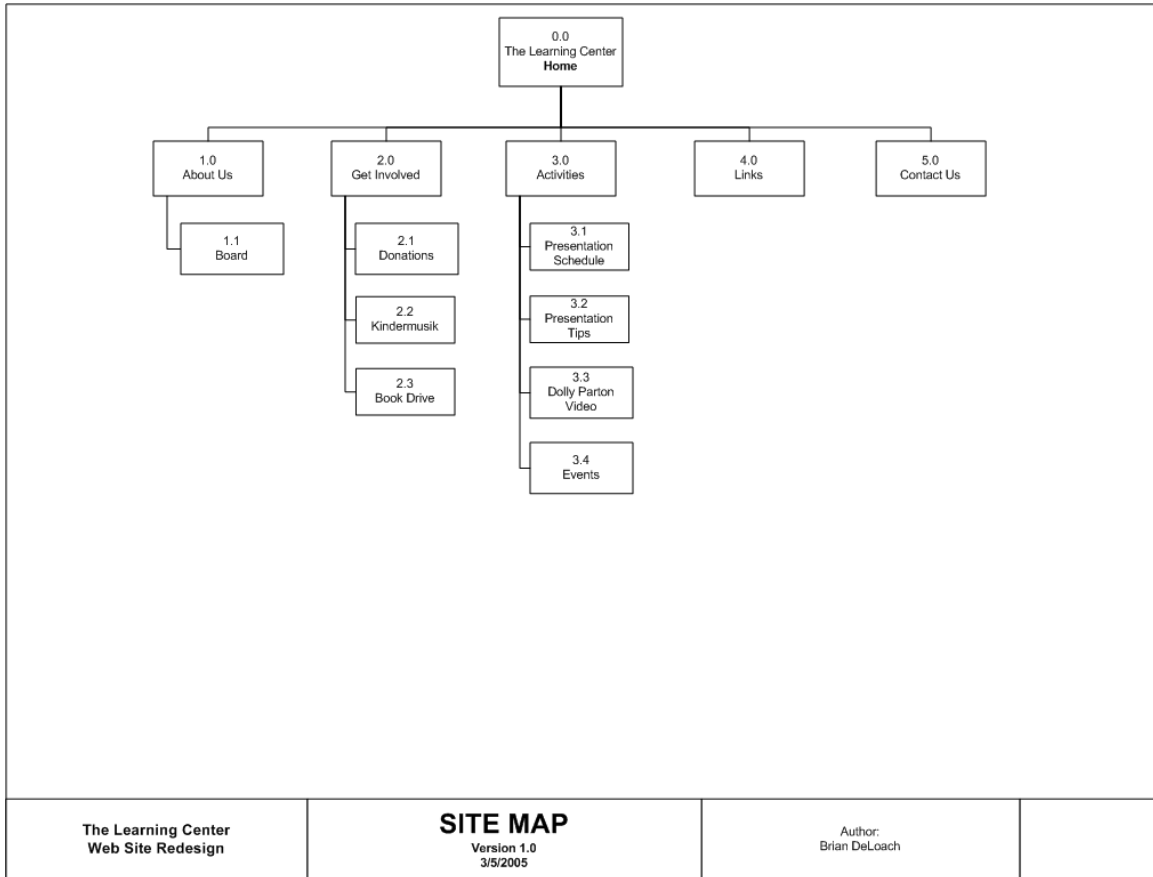 0.0
The Learning Center
Home
1.0
About Us
2.0
Get Involved
3.0
Activities
4.0
Links
5.0
Contact Us
1.1
Board
2.1
Donations
2.2
Kindermusik
2.3
Book Drive
3.1
Presentation
Schedule
3.2
Presentation
Tips
3.3
Dolly Parton
Video
3.4
Events
The Learning Center
Web Site Redesign
SITE MAP
Version 1.0
3/5/2005
Author:
Brian DeLoach